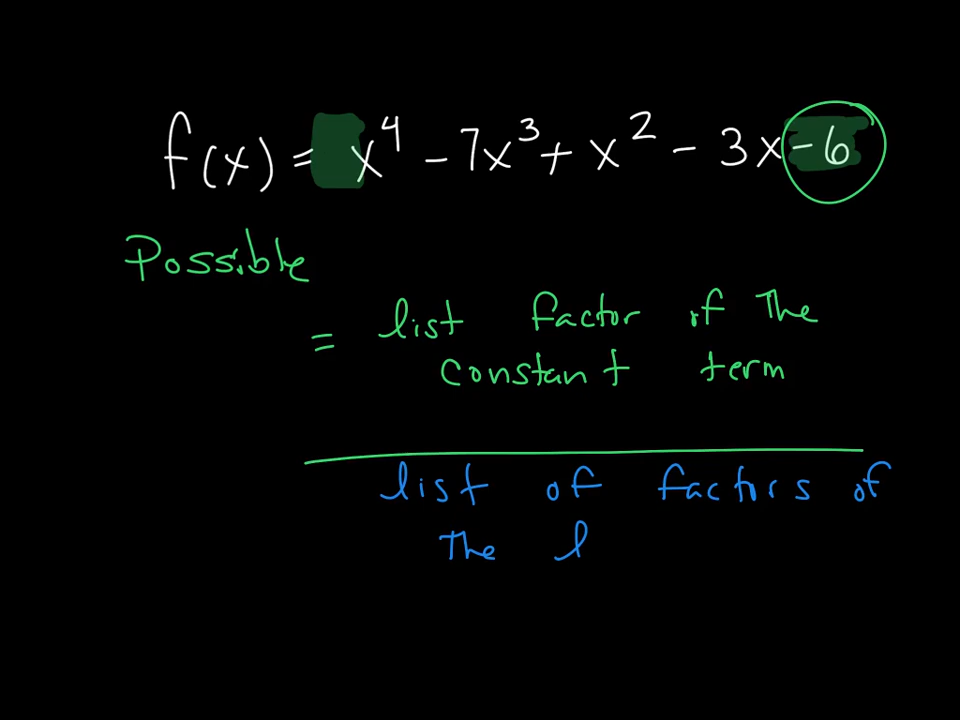 f(x) = x⁴ - 7x³ + x² - 3x - 6
Possible
= list factor of the
constant term
list of factors of
the l